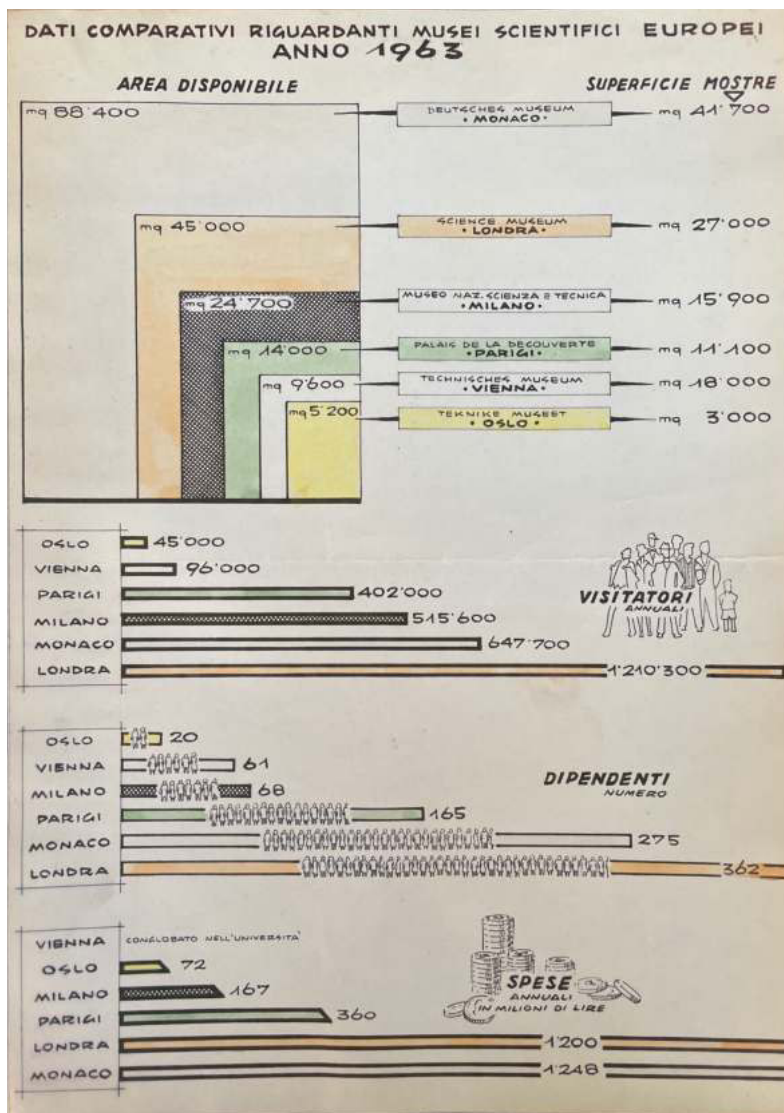 DATI COMPARATIVI RIGUARDANTI MUSEI SCIENTIFICI EUROPEI
ANNO 1963
AREA DISPONIBILE
SUPERFICIE MOSTRE
mq 88'400
DEUTSCHES MUSEUM
• MONACO •
mq 41'700
mq 45'000
SCIENCE MUSEUM
• LONDRA •
mq 27'000
mq 24'700
MUSEO NAZ. SCIENZA E TECNICA
• MILANO •
mq 15'900
mq 14'000
PALAIS DE LA DECOUVERTE
• PARIGI •
mq 11'100
mq 9'600
TECHNISCHES MUSEUM
• VIENNA •
mq 18'000
mq 5'200
TEKNIKE MUSEET
• OSLO •
mq 3'000
OSLO 45'000
VIENNA 96'000
PARIGI 402'000
MILANO 515'600
MONACO 647'700
LONDRA 1'210'300
VISITATORI
ANNUALI
OSLO 20
VIENNA 61
MILANO 68
PARIGI 165
MONACO 275
LONDRA 362
DIPENDENTI
NUMERO
VIENNA CONGLOBATO NELL'UNIVERSITÀ
OSLO 72
MILANO 167
PARIGI 360
LONDRA 1'200
MONACO 1'248
SPESE
ANNUALI
IN MILIONI DI LIRE